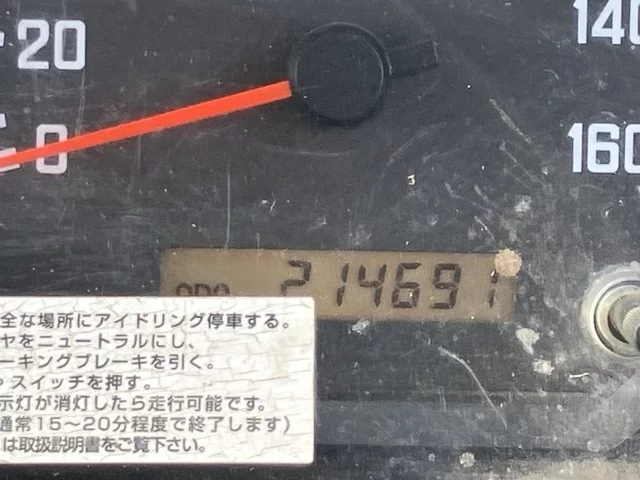 20
140
0
160
ODO 214691
全な場所にアイドリング停車する。
ヤをニュートラルにし、
ーキングブレーキを引く。
スイッチを押す。
示灯が消灯したら走行可能です。
通常15〜20分程度で終了します)
は取扱説明書をご覧下さい。